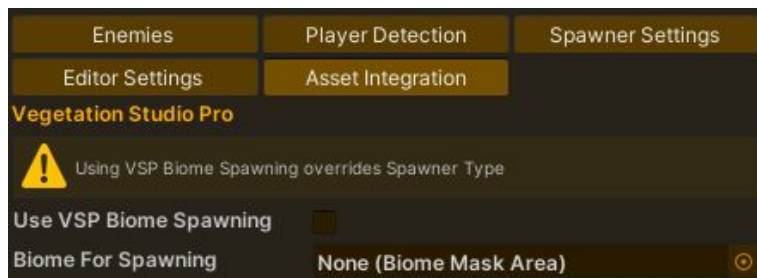 Enemies Player Detection Spawner Settings
Editor Settings Asset Integration
Vegetation Studio Pro
Using VSP Biome Spawning overrides Spawner Type
Use VSP Biome Spawning
Biome For Spawning None (Biome Mask Area)